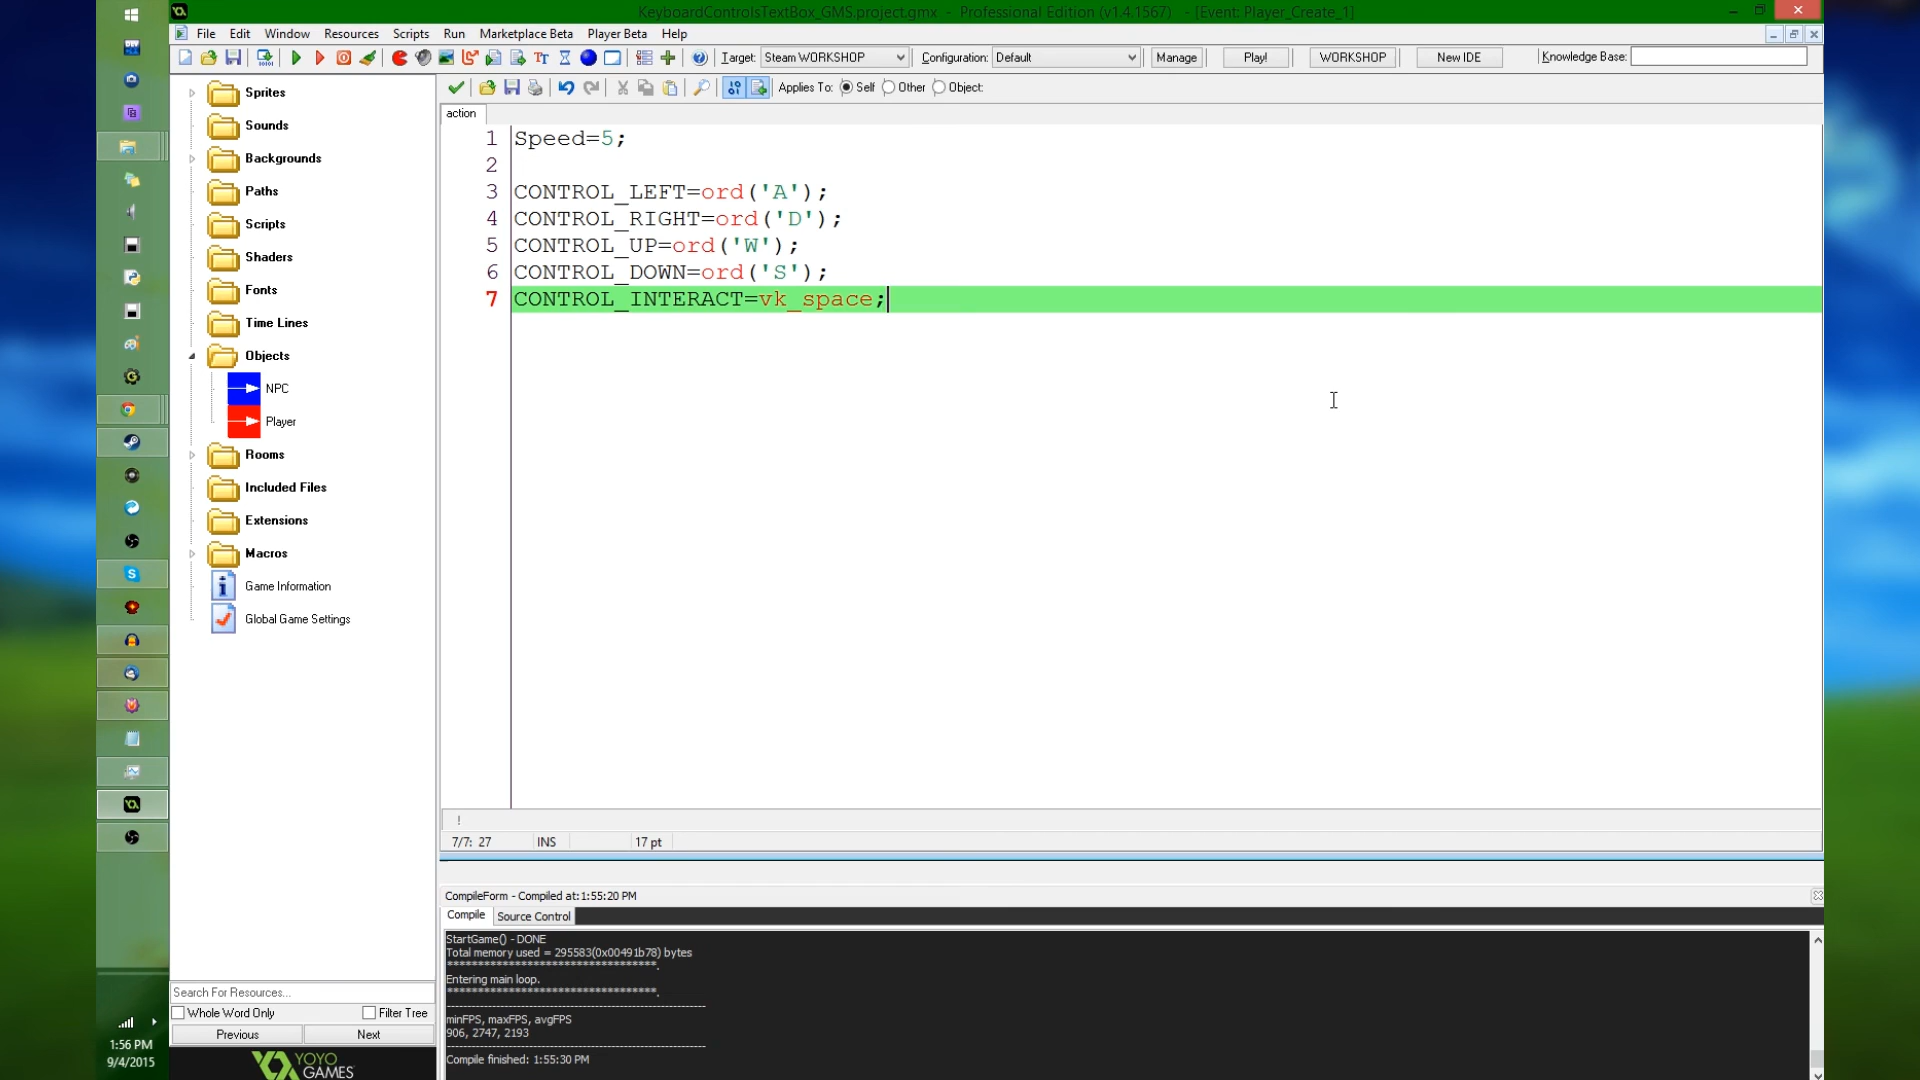 KeyboardControlsTextBox_GMS.project.gmx - Professional Edition (v1.4.1567) - [Event: Player_Create_1]
File Edit Window Resources Scripts Run Marketplace Beta Player Beta Help
Target: Steam WORKSHOP Configuration: Default Manage Play! WORKSHOP New IDE Knowledge Base:
Applies To: Self Other Object:
action
1 Speed=5;
2
3 CONTROL_LEFT=ord('A');
4 CONTROL_RIGHT=ord('D');
5 CONTROL_UP=ord('W');
6 CONTROL_DOWN=ord('S');
7 CONTROL_INTERACT=vk_space;
Sprites
Sounds
Backgrounds
Paths
Scripts
Shaders
Fonts
Time Lines
Objects
NPC
Player
Rooms
Included Files
Extensions
Macros
Game Information
Global Game Settings
!
7/7: 27 INS 17 pt
CompileForm - Compiled at:1:55:20 PM
Compile Source Control
StartGame() - DONE
Total memory used = 295583(0x00491b78) bytes
**********************************.
Entering main loop.
**********************************.
minFPS, maxFPS, avgFPS
906, 2747, 2193
Compile finished: 1:55:30 PM
Search For Resources...
Whole Word Only Filter Tree
Previous Next
YOYO
GAMES
1:56 PM
9/4/2015